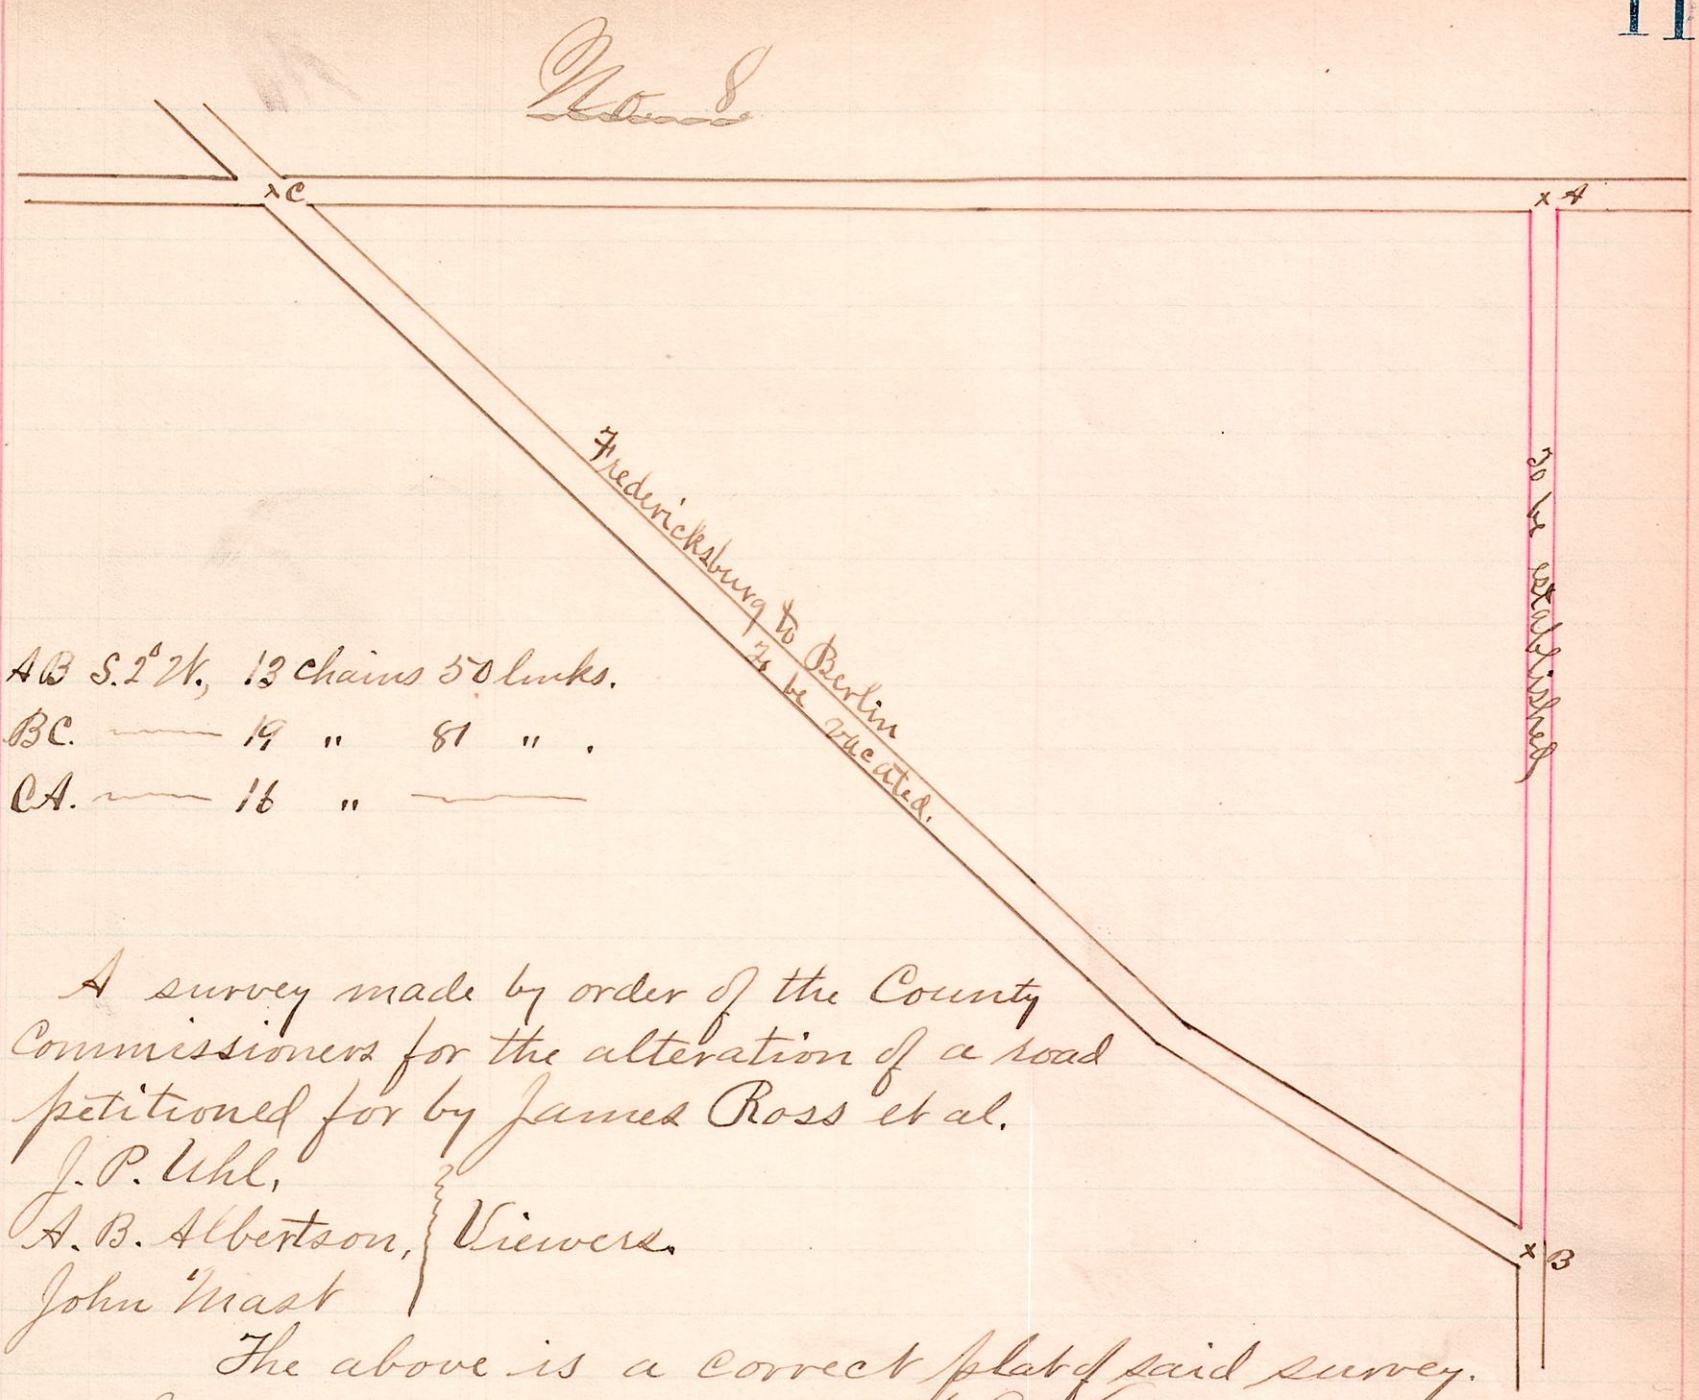 11
No 8
x C
x A
Fredericksburg to Berlin
To be vacated.
To be established
AB S. 2° W., 13 chains 50 links.
BC. —— 19 " 81 " .
CA. —— 16 " ——
A survey made by order of the County
Commissioners for the alteration of a road
petitioned for by James Ross et al.
J. P. Uhl,
A. B. Albertson, } Viewers.
x B
John Mast
The above is a correct plat of said survey.